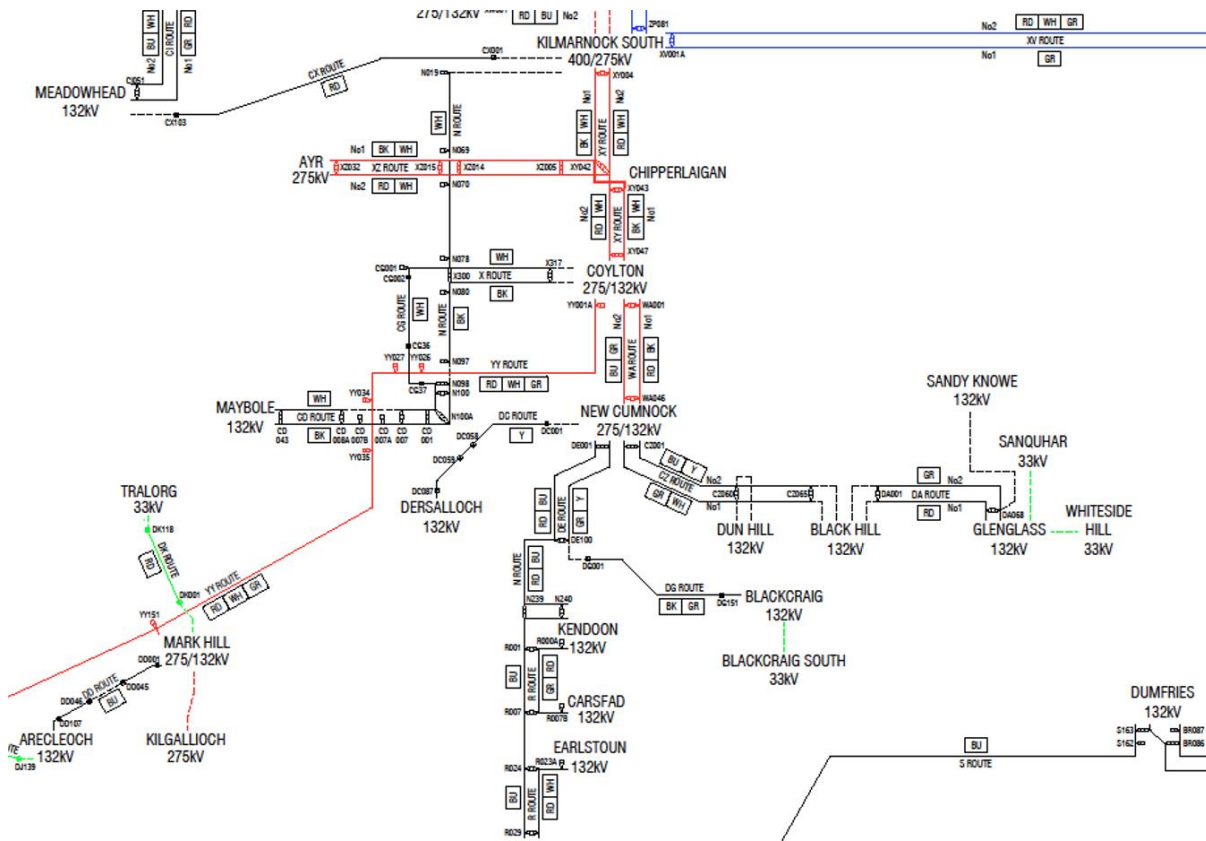 275/132kV
RD BU No2
ZP081
BU WH
No2
CI ROUTE
GR RD
No1
CI051
MEADOWHEAD
132kV
CX ROUTE
RD
CX001
CX103
KILMARNOCK SOUTH
400/275kV
XV001A
No2 RD WH GR
XV ROUTE
No1 GR
N019
XY004
WH
N ROUTE
No1
BK WH
XY ROUTE
RD WH
No2
N069
AYR
275kV
No1 BK WH
XZ032 XZ ROUTE XZ015 XZ014 XZ005 XY042
No2 RD WH
CHIPPERLAIGAN
N070
XY043
No2
RD WH
XY ROUTE
BK WH
No1
XY047
N078
WH
X317
CG001
CG002
X300 X ROUTE
BK
COYLTON
275/132kV
N080
CG ROUTE
WH
N ROUTE
BK
YY001A
WA001
No2
BU GR
WA ROUTE
RD BK
No1
WA046
CG36
YY027
YY026
N097
YY ROUTE
RD WH GR
CG37
N098
N100
YY034
MAYBOLE
132kV
WH
CD ROUTE
BK
N100A
CD 043
CD 008A
CD 007B
CD 007A
CD 007
CD 001
YY035
DC ROUTE
Y
DC001
DC058
DC059
DC087
DERSALLOCH
132kV
NEW CUMNOCK
275/132kV
DE001
CZ001
BU Y
CZ ROUTE
GR WH
No2
No1
CZ060
CZ065
DUN HILL
132kV
BLACK HILL
132kV
DA001
GR No2
DA ROUTE
RD No1
DA068
SANDY KNOWE
132kV
SANQUHAR
33kV
GLENGLASS
132kV
WHITESIDE
HILL
33kV
TRALORG
33kV
DK118
DK ROUTE
RD
DK001
YY ROUTE
RD WH GR
YY151
MARK HILL
275/132kV
DD001
DD045
DD ROUTE
BU
DD046
DD107
ARECLEOCH
132kV
KILGALLIOCH
275kV
DJ139
RD BU
DE ROUTE
GR Y
DE100
N ROUTE
RD BU
DG001
DG ROUTE
BK GR
DG151
BLACKCRAIG
132kV
BLACKCRAIG SOUTH
33kV
N239
N240
KENDOON
132kV
R001
R000A
BU
R ROUTE
GR RD
R007
R007B
CARSFAD
132kV
EARLSTOUN
132kV
R024
R023A
BU
R ROUTE
RD WH
R029
DUMFRIES
132kV
S163
S162
BR087
BR086
BU
S ROUTE